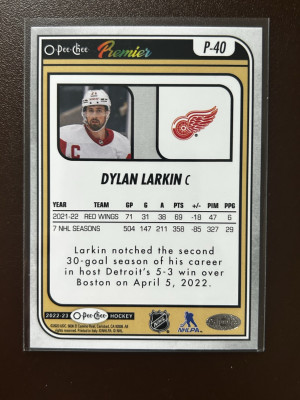 O-Pee-Chee Premier P-40
C
DYLAN LARKIN C
YEAR TEAM GP G A PTS +/- PIM PPG
2021-22 RED WINGS 71 31 38 69 -18 47 6
7 NHL SEASONS 504 147 211 358 -85 327 29
Larkin notched the second
30-goal season of his career
in host Detroit's 5-3 win over
Boston on April 5, 2022.
2022-23 O-Pee-Chee HOCKEY
NHL NHLPA